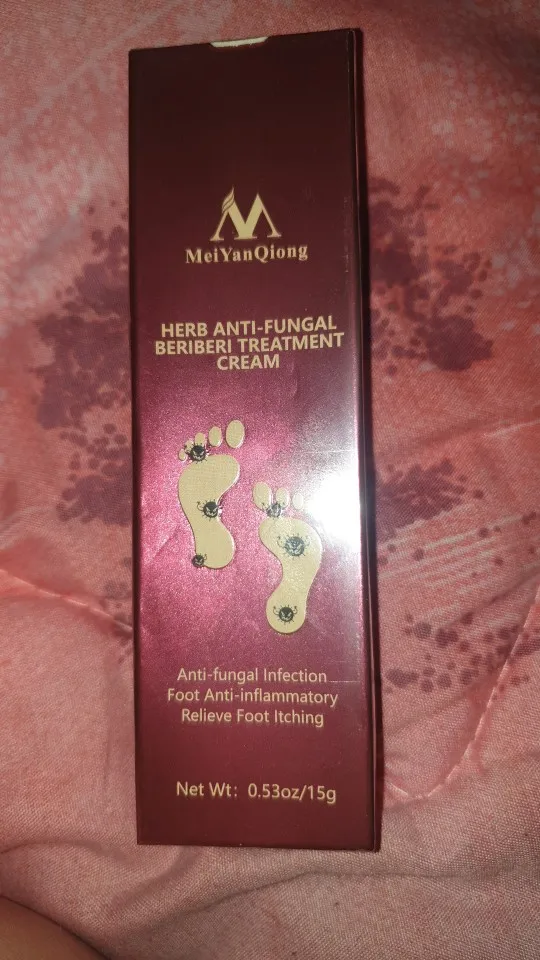 MeiYanQiong
HERB ANTI-FUNGAL
BERIBERI TREATMENT
CREAM
Anti-fungal Infection
Foot Anti-inflammatory
Relieve Foot Itching
Net Wt: 0.53oz/15g